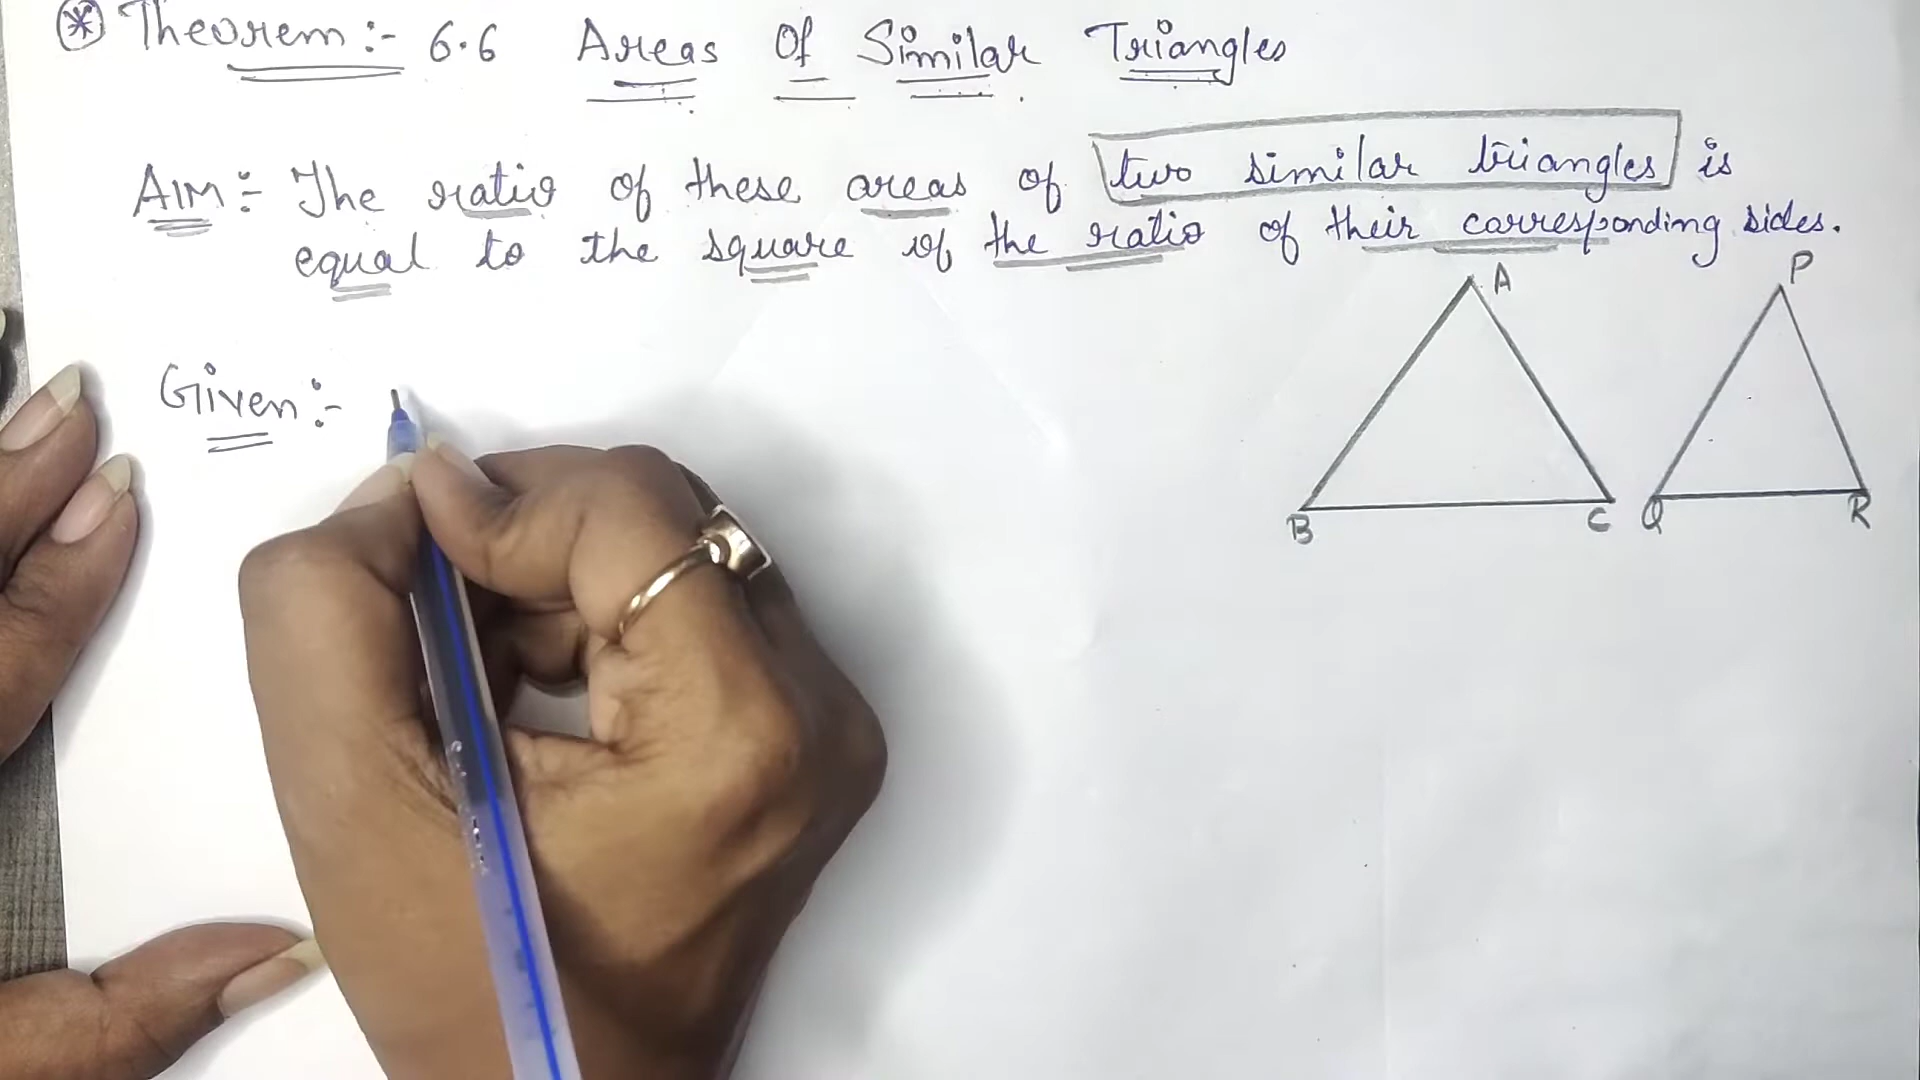 * Theorem:- 6.6 Areas Of Similar Triangles
AIM:- The ratio of these areas of two similar triangles is
equal to the square of the ratio of their corresponding sides.
A
P
Given:-
B
C
Q
R